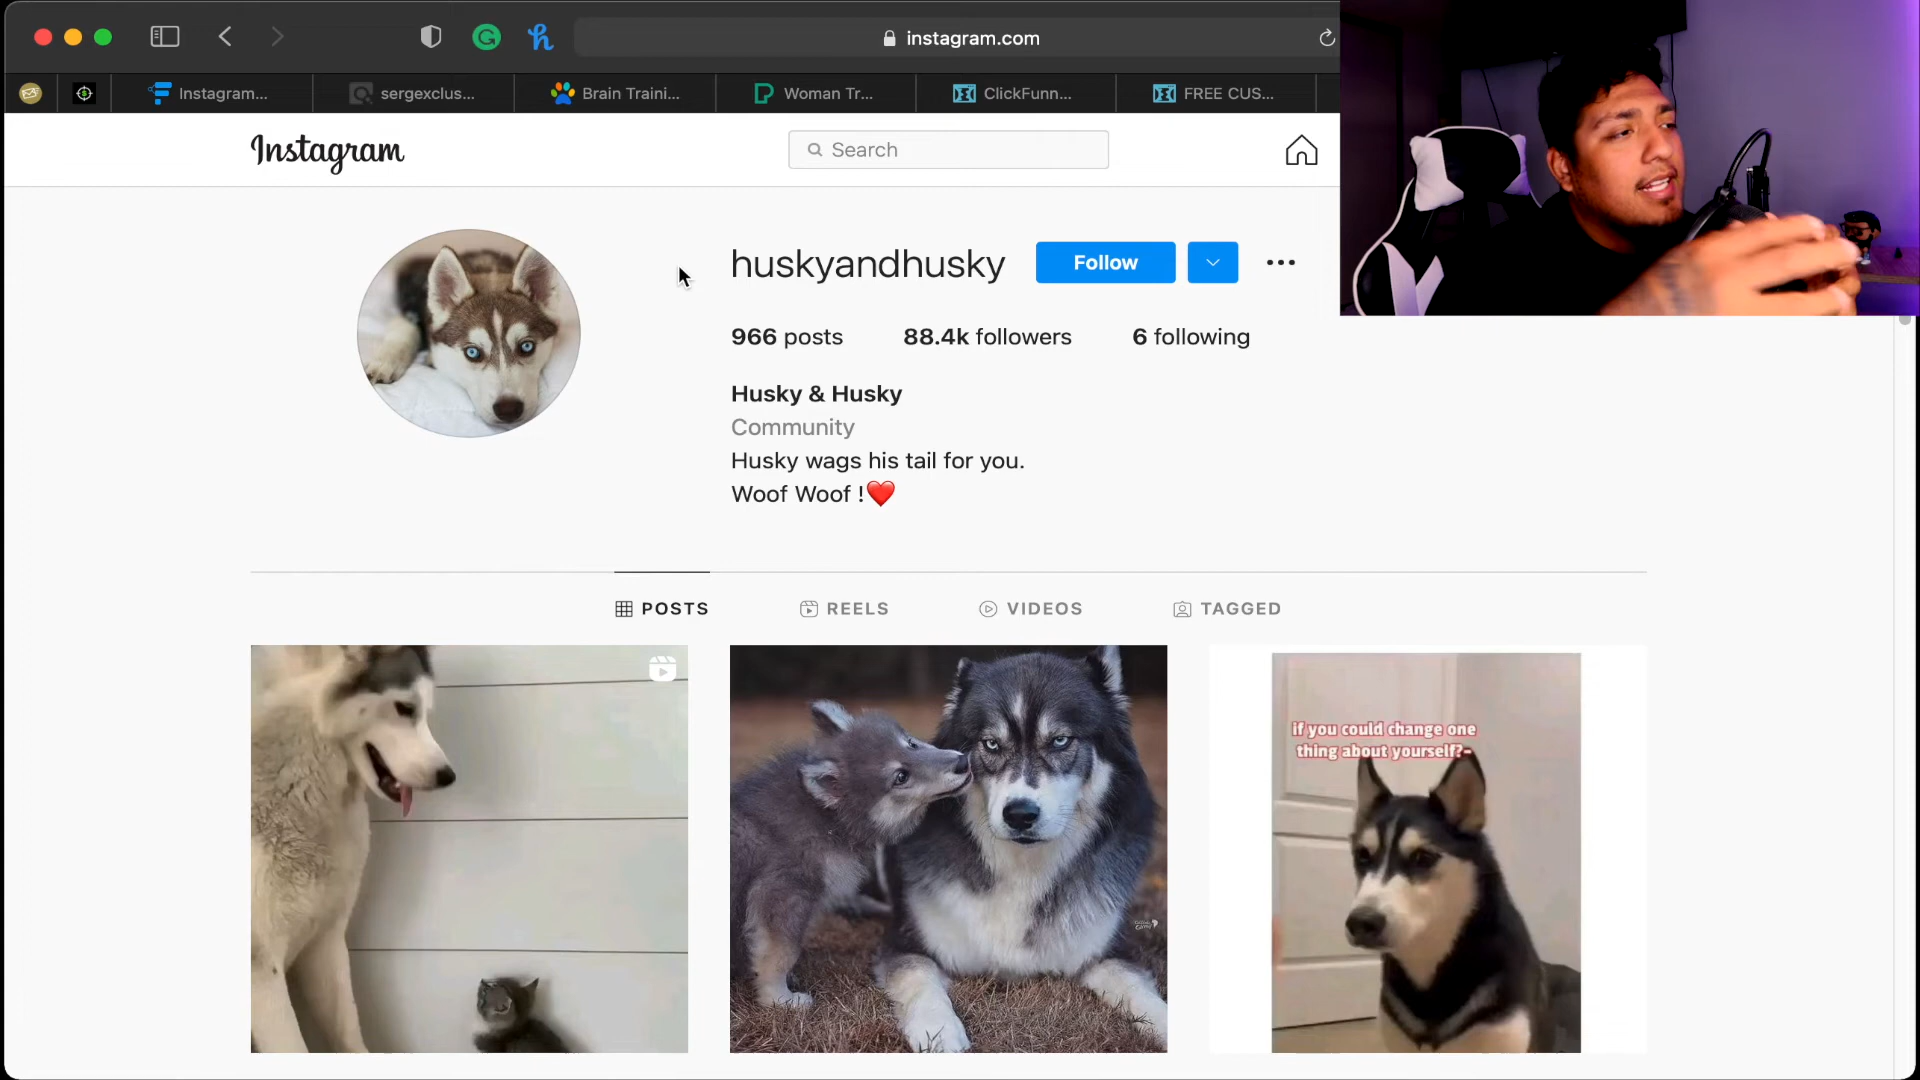 instagram.com
Instagram...
sergexclus...
Brain Traini...
Woman Tr...
ClickFunn...
FREE CUS...
Instagram
Search
huskyandhusky
Follow
966 posts
88.4k followers
6 following
Husky & Husky
Community
Husky wags his tail for you.
Woof Woof !❤️
POSTS
REELS
VIDEOS
TAGGED
if you could change one
thing about yourself?-